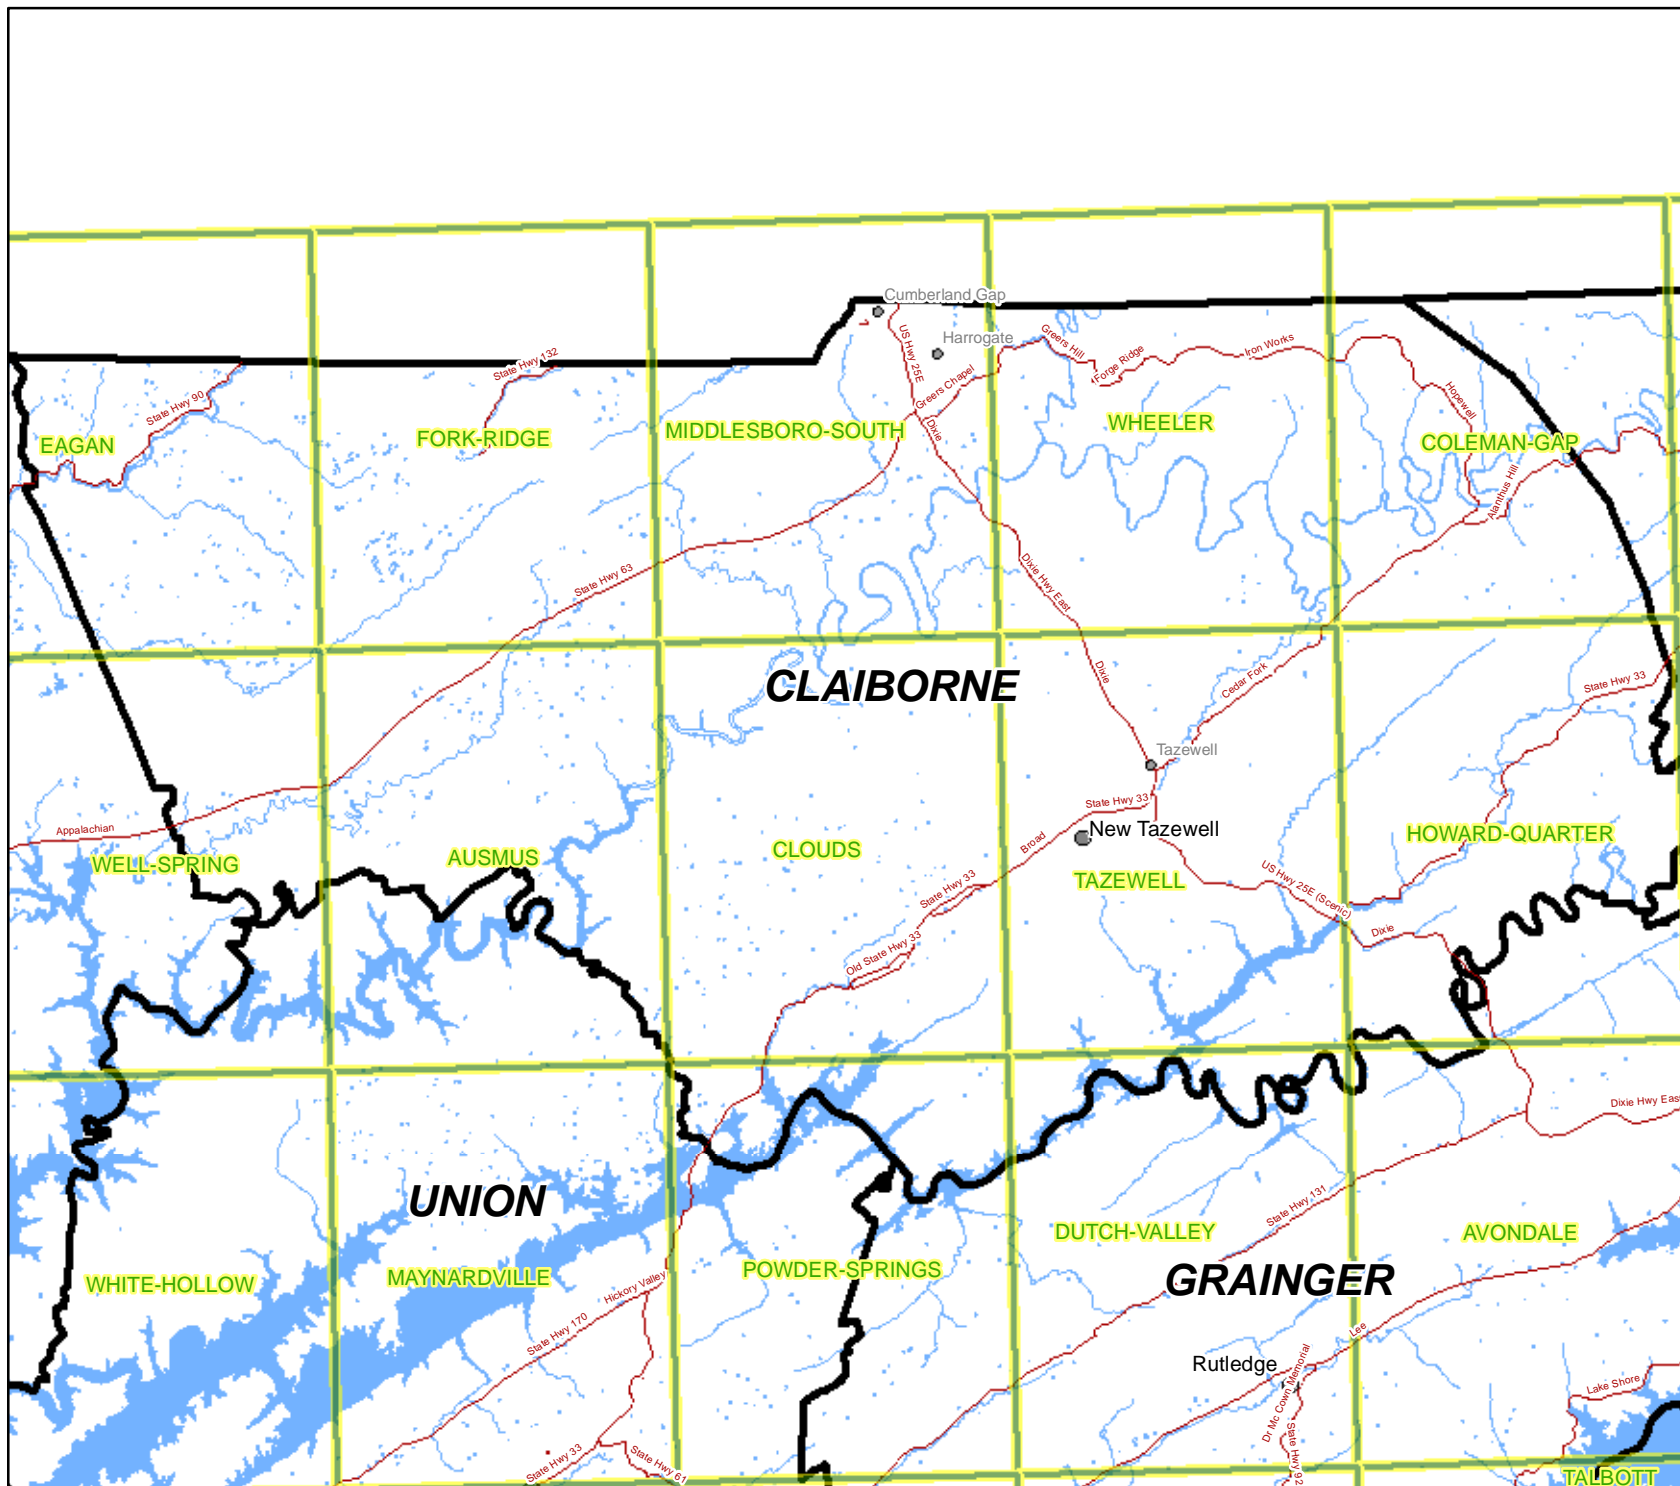 Cumberland Gap
Harrogate
US Hwy 25E
Greers Hill
Forge Ridge
Iron Works
State Hwy 132
State Hwy 90
Greers Chapel
Hopewell
EAGAN
FORK-RIDGE
MIDDLESBORO-SOUTH
Dixie
WHEELER
COLEMAN-GAP
Alanthus Hill
State Hwy 63
Dixie Hwy East
CLAIBORNE
Dixie
Cedar Fork
State Hwy 33
Tazewell
State Hwy 33
New Tazewell
Appalachian
Broad
HOWARD-QUARTER
WELL-SPRING
AUSMUS
CLOUDS
TAZEWELL
US Hwy 25E (Scenic)
State Hwy 33
Dixie
Old State Hwy 33
Dixie Hwy East
UNION
State Hwy 131
DUTCH-VALLEY
AVONDALE
WHITE-HOLLOW
MAYNARDVILLE
POWDER-SPRINGS
GRAINGER
Hickory Valley
State Hwy 170
Lee
Rutledge
Dr Mc Cown Memorial
Lake Shore
State Hwy 33
State Hwy 61
State Hwy 92
TALBOTT